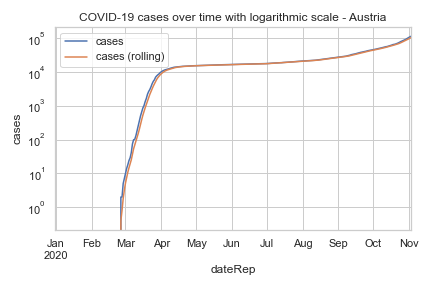 COVID-19 cases over time with logarithmic scale - Austria
cases
cases (rolling)
10⁵
10⁴
10³
10²
10¹
10⁰
cases
Jan Feb Mar Apr May Jun Jul Aug Sep Oct Nov
2020
dateRep